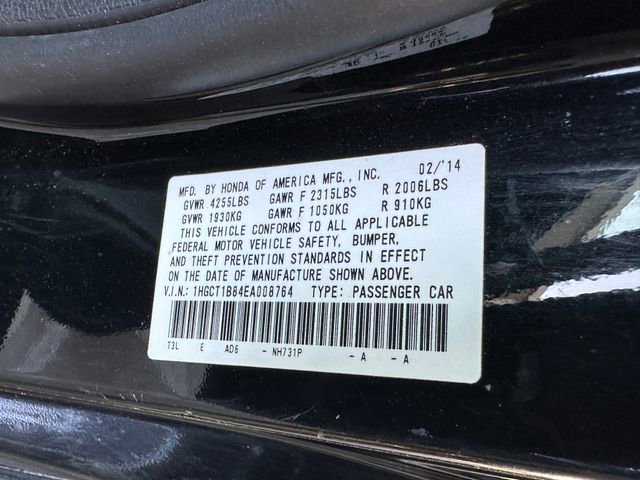 MFD. BY HONDA OF AMERICA MFG., INC. 02/'14
GVWR 4255LBS GAWR F 2315LBS R 2006LBS
GVWR 1930KG GAWR F 1050KG R 910KG
THIS VEHICLE CONFORMS TO ALL APPLICABLE
FEDERAL MOTOR VEHICLE SAFETY, BUMPER,
AND THEFT PREVENTION STANDARDS IN EFFECT
ON THE DATE OF MANUFACTURE SHOWN ABOVE.
V.I.N.: 1HGCT1B84EA008764 TYPE: PASSENGER CAR
T3L E AD6 - NH731P - A - A